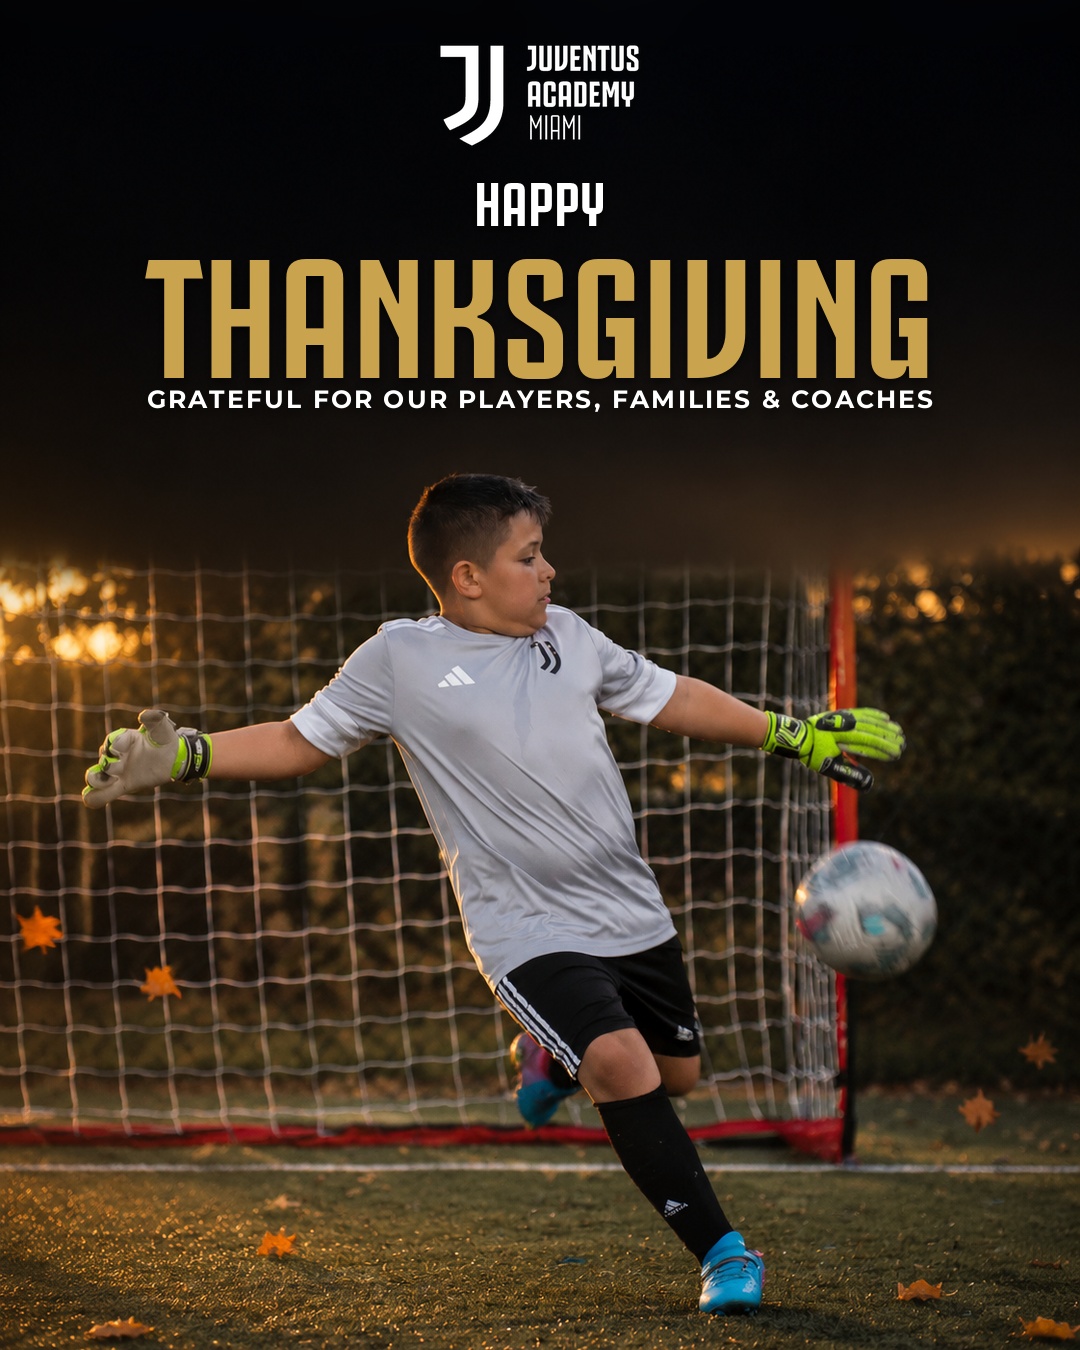 JUVENTUS
ACADEMY
MIAMI
HAPPY
THANKSGIVING
GRATEFUL FOR OUR PLAYERS, FAMILIES & COACHES